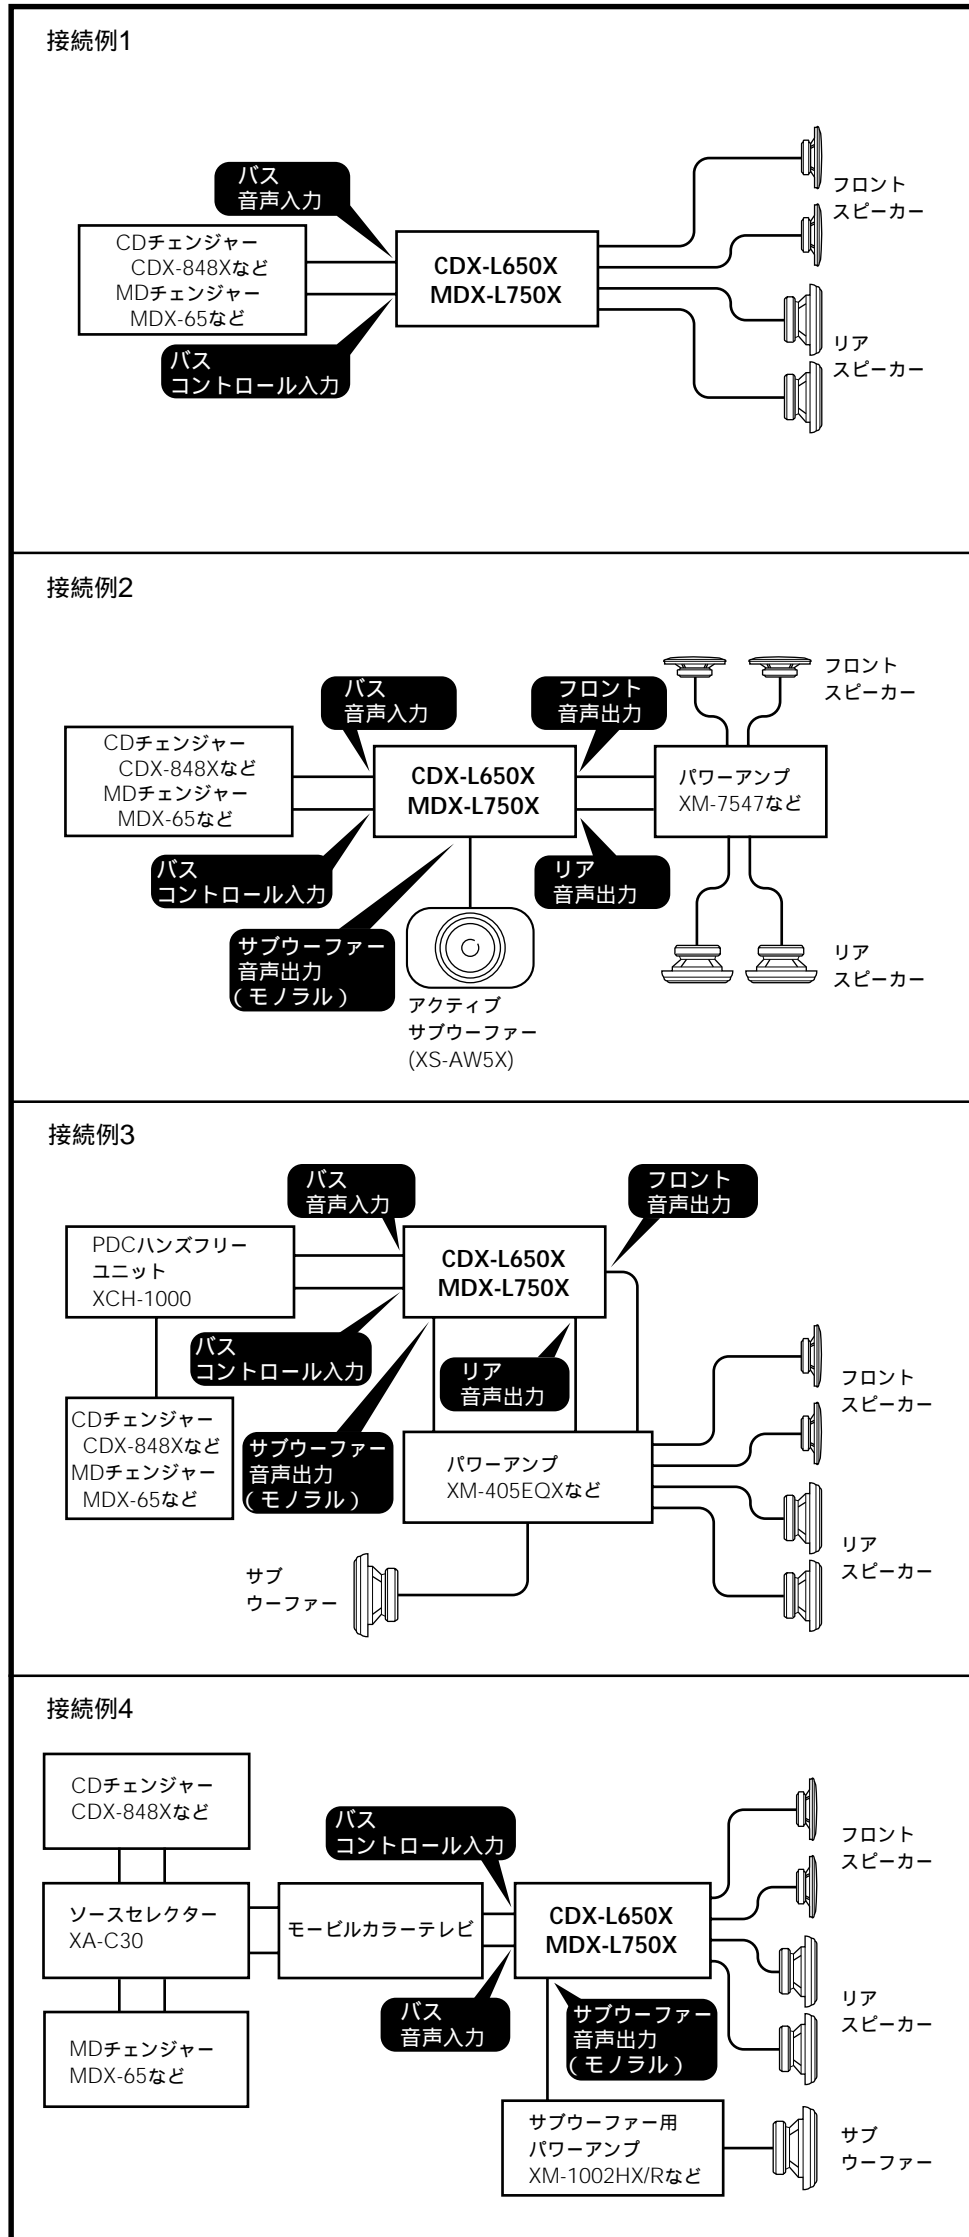 接続例1
バス
音声入力
フロント
スピーカー
CDチェンジャー
CDX-848Xなど
MDチェンジャー
MDX-65など
CDX-L650X
MDX-L750X
リア
スピーカー
バス
コントロール入力
接続例2
フロント
スピーカー
バス
音声入力
フロント
音声出力
CDチェンジャー
CDX-848Xなど
MDチェンジャー
MDX-65など
CDX-L650X
MDX-L750X
パワーアンプ
XM-7547など
バス
コントロール入力
リア
音声出力
サブウーファー
音声出力
(モノラル)
リア
スピーカー
アクティブ
サブウーファー
(XS-AW5X)
接続例3
バス
音声入力
フロント
音声出力
PDCハンズフリー
ユニット
XCH-1000
CDX-L650X
MDX-L750X
バス
コントロール入力
リア
音声出力
フロント
スピーカー
CDチェンジャー
CDX-848Xなど
MDチェンジャー
MDX-65など
サブウーファー
音声出力
(モノラル)
パワーアンプ
XM-405EQXなど
リア
スピーカー
サブ
ウーファー
接続例4
CDチェンジャー
CDX-848Xなど
バス
コントロール入力
フロント
スピーカー
ソースセレクター
XA-C30
モービルカラーテレビ
CDX-L650X
MDX-L750X
バス
音声入力
サブウーファー
音声出力
(モノラル)
リア
スピーカー
MDチェンジャー
MDX-65など
サブウーファー用
パワーアンプ
XM-1002HX/Rなど
サブ
ウーファー